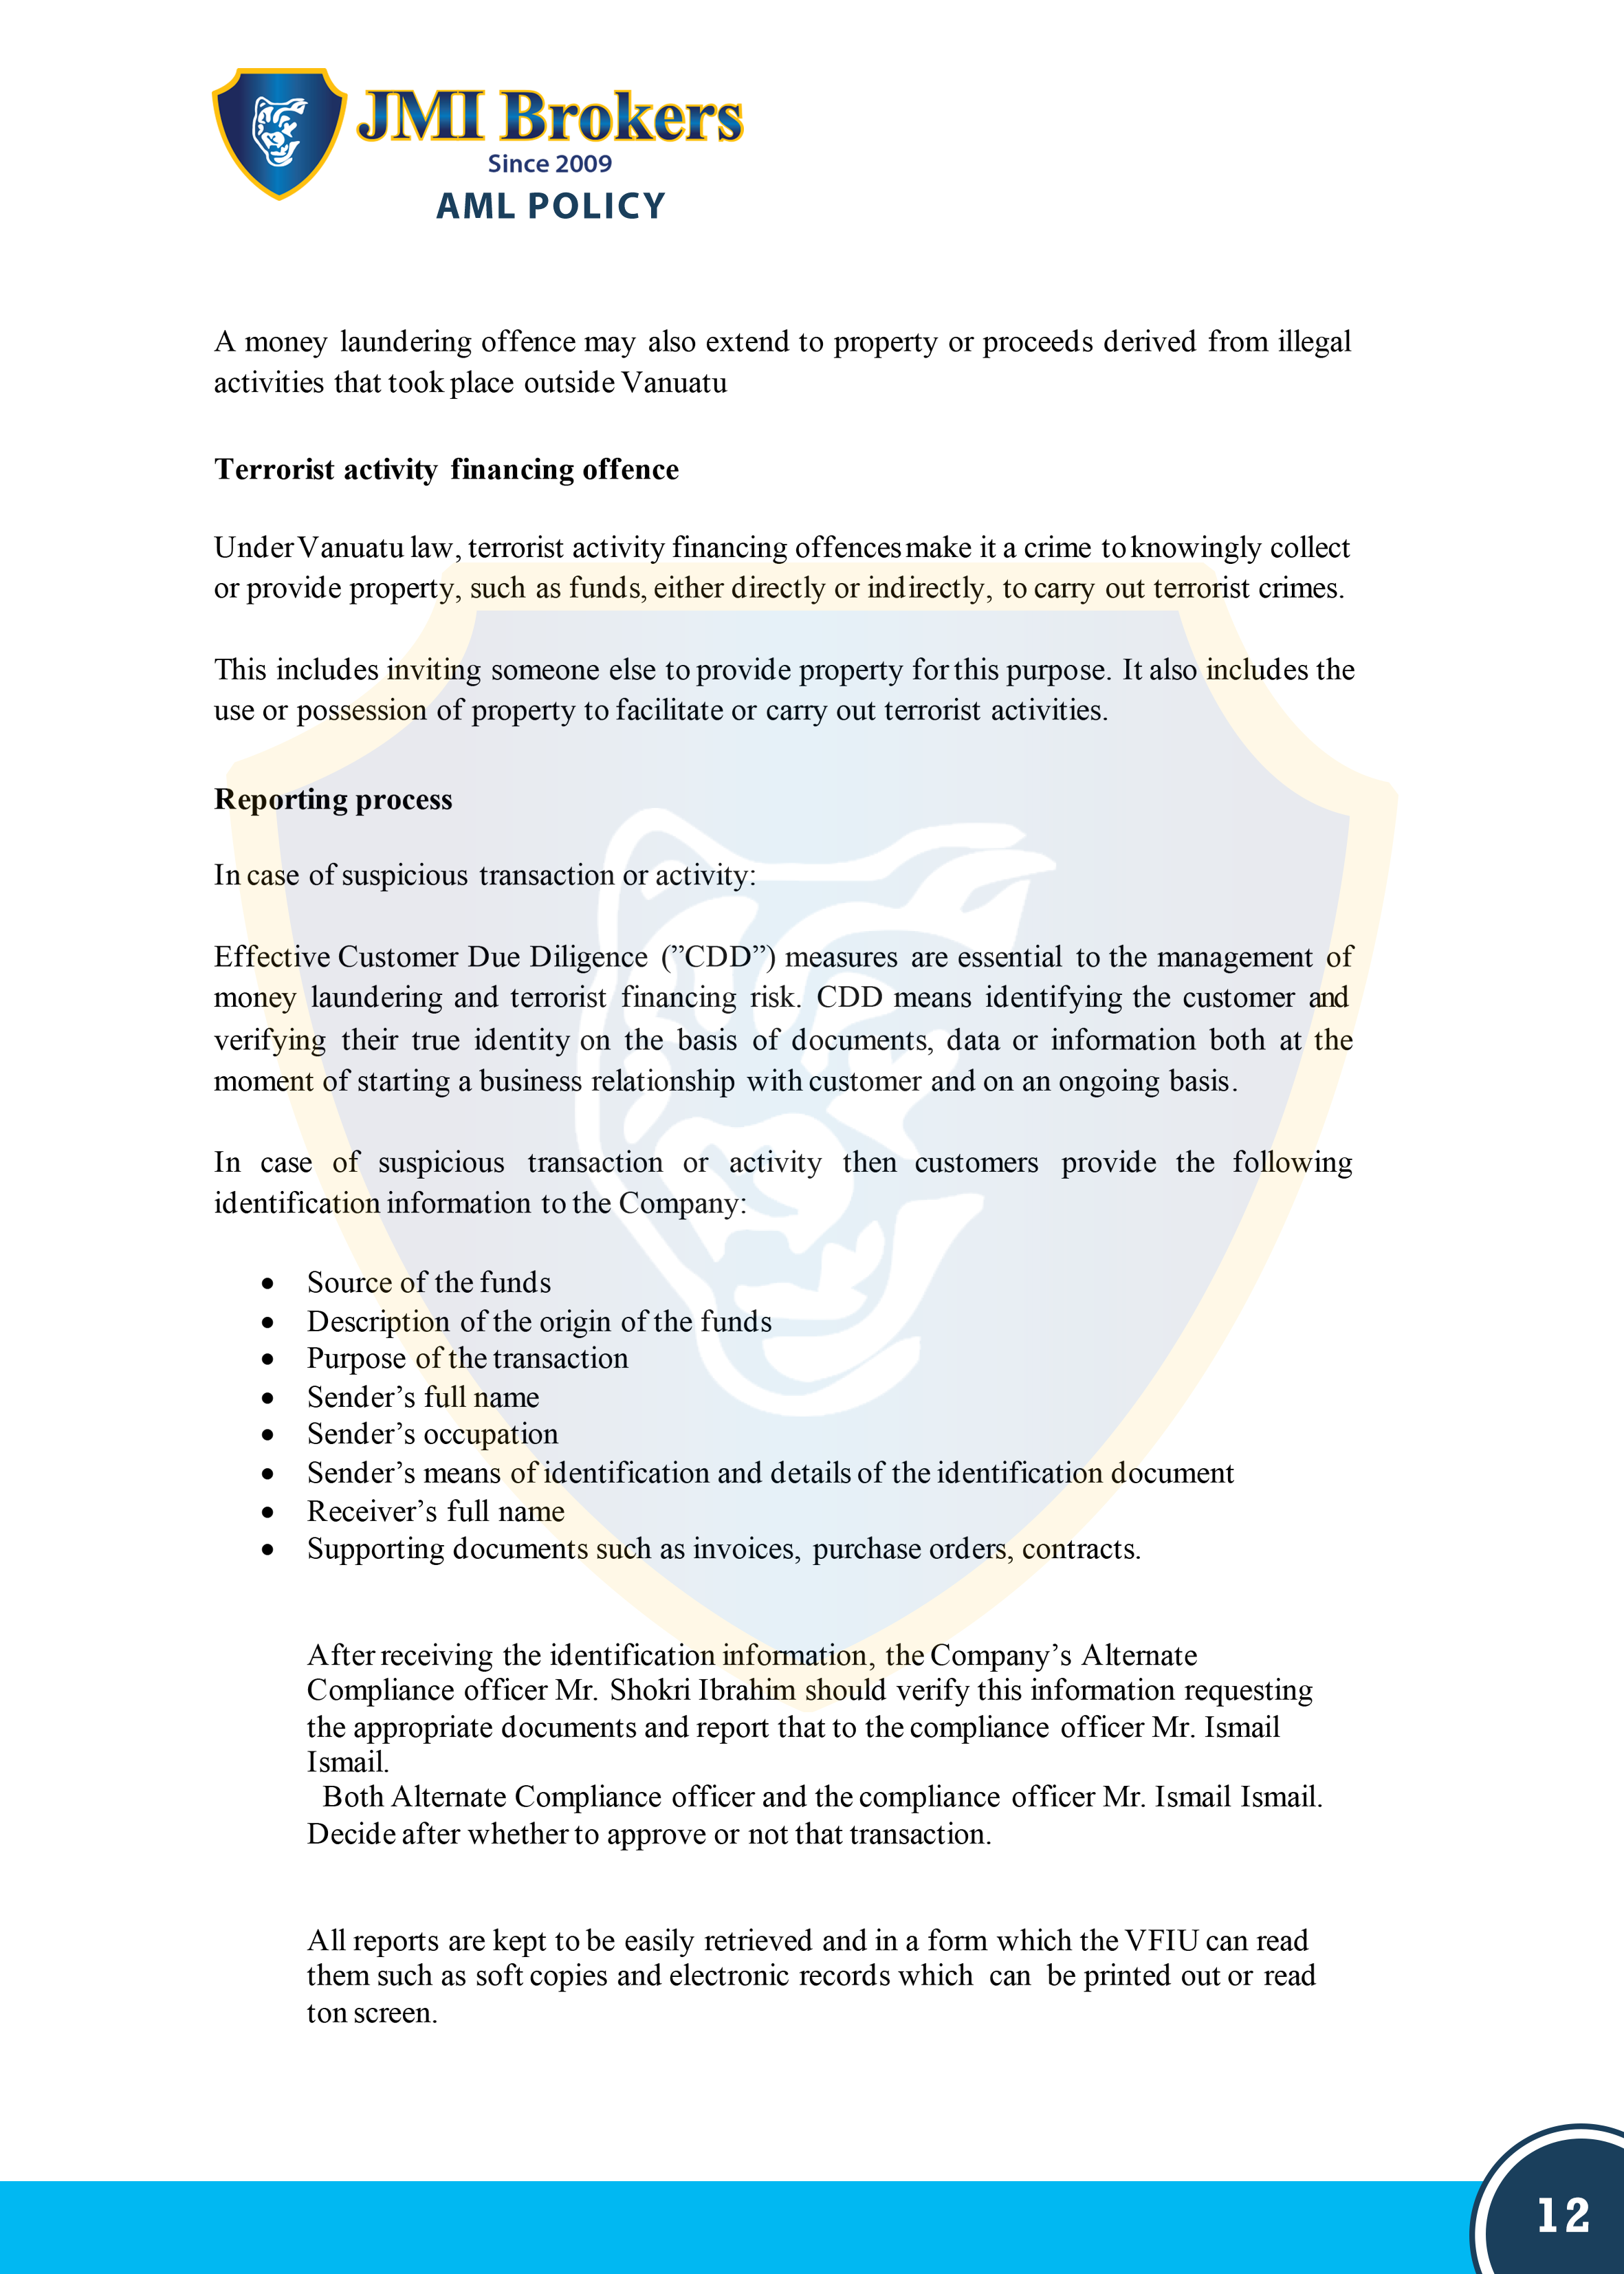 JMI Brokers
Since 2009
AML POLICY
A money laundering offence may also extend to property or proceeds derived from illegal
activities that took place outside Vanuatu
Terrorist activity financing offence
Under Vanuatu law, terrorist activity financing offences make it a crime to knowingly collect
or provide property, such as funds, either directly or indirectly, to carry out terrorist crimes.
This includes inviting someone else to provide property for this purpose. It also includes the
use or possession of property to facilitate or carry out terrorist activities.
Reporting process
In case of suspicious transaction or activity:
Effective Customer Due Diligence (”CDD”) measures are essential to the management of
money laundering and terrorist financing risk. CDD means identifying the customer and
verifying their true identity on the basis of documents, data or information both at the
moment of starting a business relationship with customer and on an ongoing basis.
In case of suspicious transaction or activity then customers provide the following
identification information to the Company:
• Source of the funds
• Description of the origin of the funds
• Purpose of the transaction
• Sender’s full name
• Sender’s occupation
• Sender’s means of identification and details of the identification document
• Receiver’s full name
• Supporting documents such as invoices, purchase orders, contracts.
After receiving the identification information, the Company’s Alternate
Compliance officer Mr. Shokri Ibrahim should verify this information requesting
the appropriate documents and report that to the compliance officer Mr. Ismail
Ismail.
Both Alternate Compliance officer and the compliance officer Mr. Ismail Ismail.
Decide after whether to approve or not that transaction.
All reports are kept to be easily retrieved and in a form which the VFIU can read
them such as soft copies and electronic records which can be printed out or read
ton screen.
12